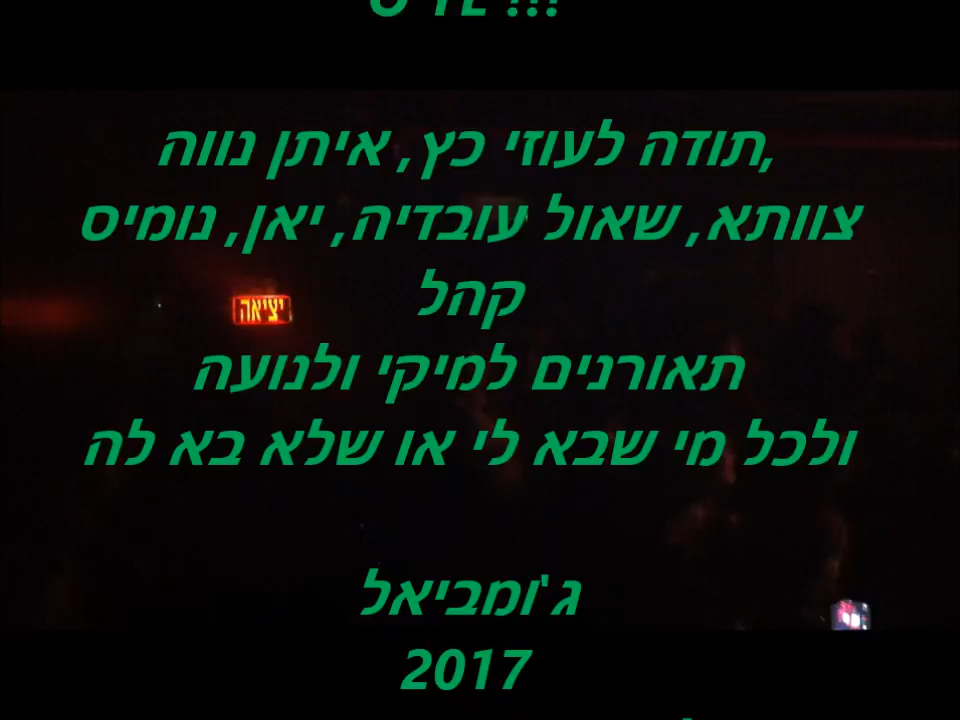 !!!
תודה לעוזי כץ, איתן נווה,
צוותא, שאול עובדיה, יאן, נומיס
קהל
יציאה
תאורנים למיקי ולנועה
ולכל מי שבא לי או שלא בא לה
ג'ומביאל
2017